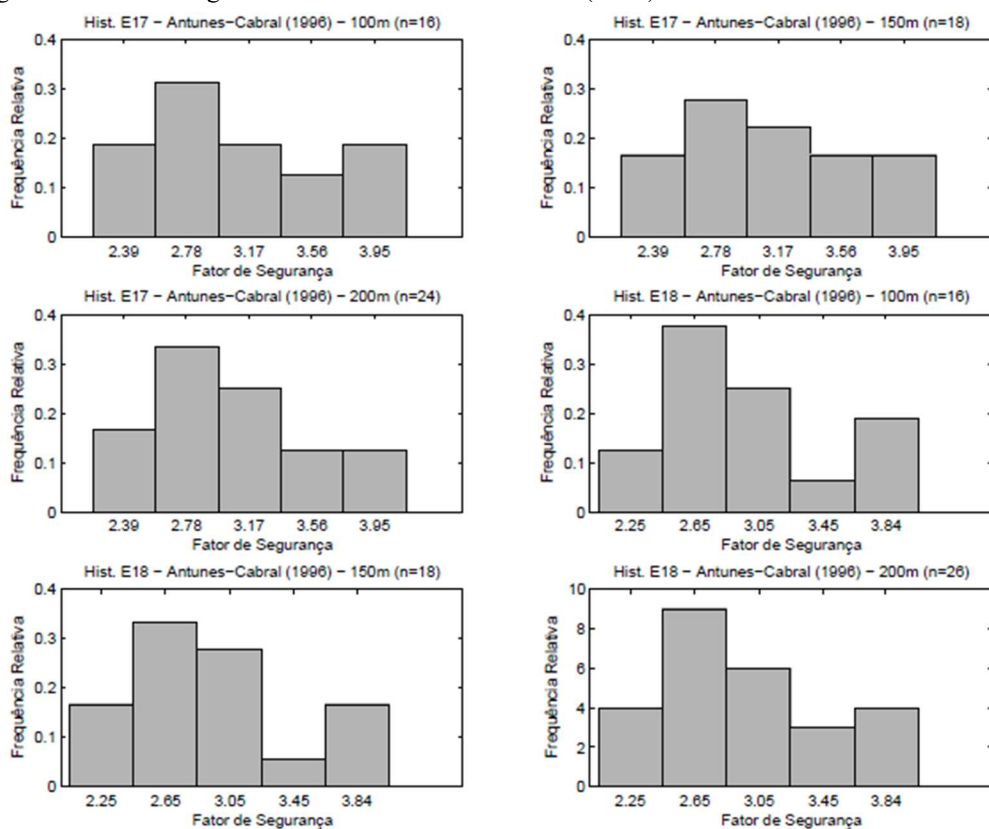 Hist. E17 – Antunes–Cabral (1996) – 100m (n=16)
0.4
0.3
0.2
0.1
0
Frequência Relativa
2.39 2.78 3.17 3.56 3.95
Fator de Segurança
Hist. E17 – Antunes–Cabral (1996) – 150m (n=18)
0.4
0.3
0.2
0.1
0
Frequência Relativa
2.39 2.78 3.17 3.56 3.95
Fator de Segurança
Hist. E17 – Antunes–Cabral (1996) – 200m (n=24)
0.4
0.3
0.2
0.1
0
Frequência Relativa
2.39 2.78 3.17 3.56 3.95
Fator de Segurança
Hist. E18 – Antunes–Cabral (1996) – 100m (n=16)
0.4
0.3
0.2
0.1
0
Frequência Relativa
2.25 2.65 3.05 3.45 3.84
Fator de Segurança
Hist. E18 – Antunes–Cabral (1996) – 150m (n=18)
0.4
0.3
0.2
0.1
0
Frequência Relativa
2.25 2.65 3.05 3.45 3.84
Fator de Segurança
Hist. E18 – Antunes–Cabral (1996) – 200m (n=26)
10
8
6
4
2
0
Frequência Relativa
2.25 2.65 3.05 3.45 3.84
Fator de Segurança